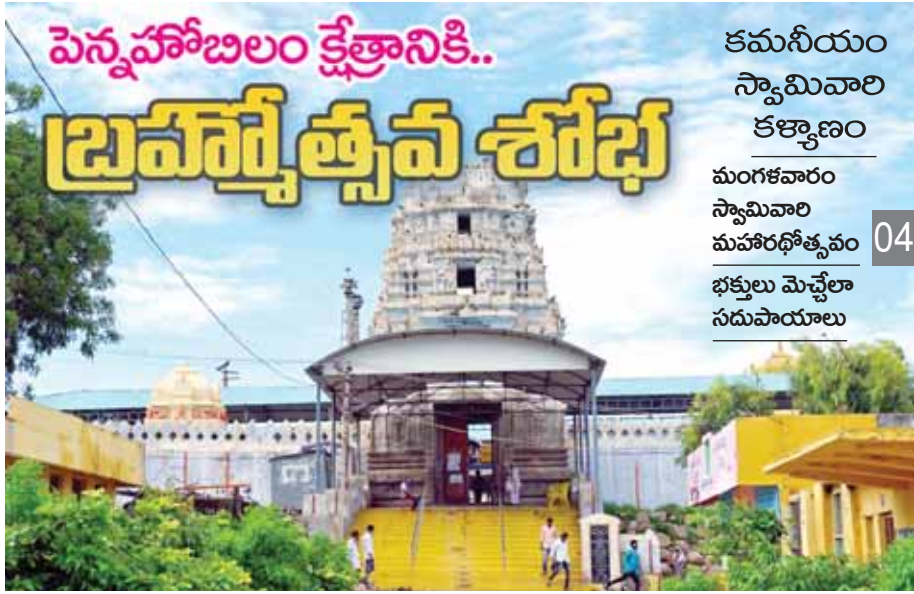 పెన్నహోబిలం క్షేత్రానికి..
బ్రహ్మోత్సవ శోభ
కమనీయం
స్వామివారి
కళ్యాణం
మంగళవారం
స్వామివారి
మహారథోత్సవం
భక్తులు మెచ్చేలా
సదుపాయాలు
04